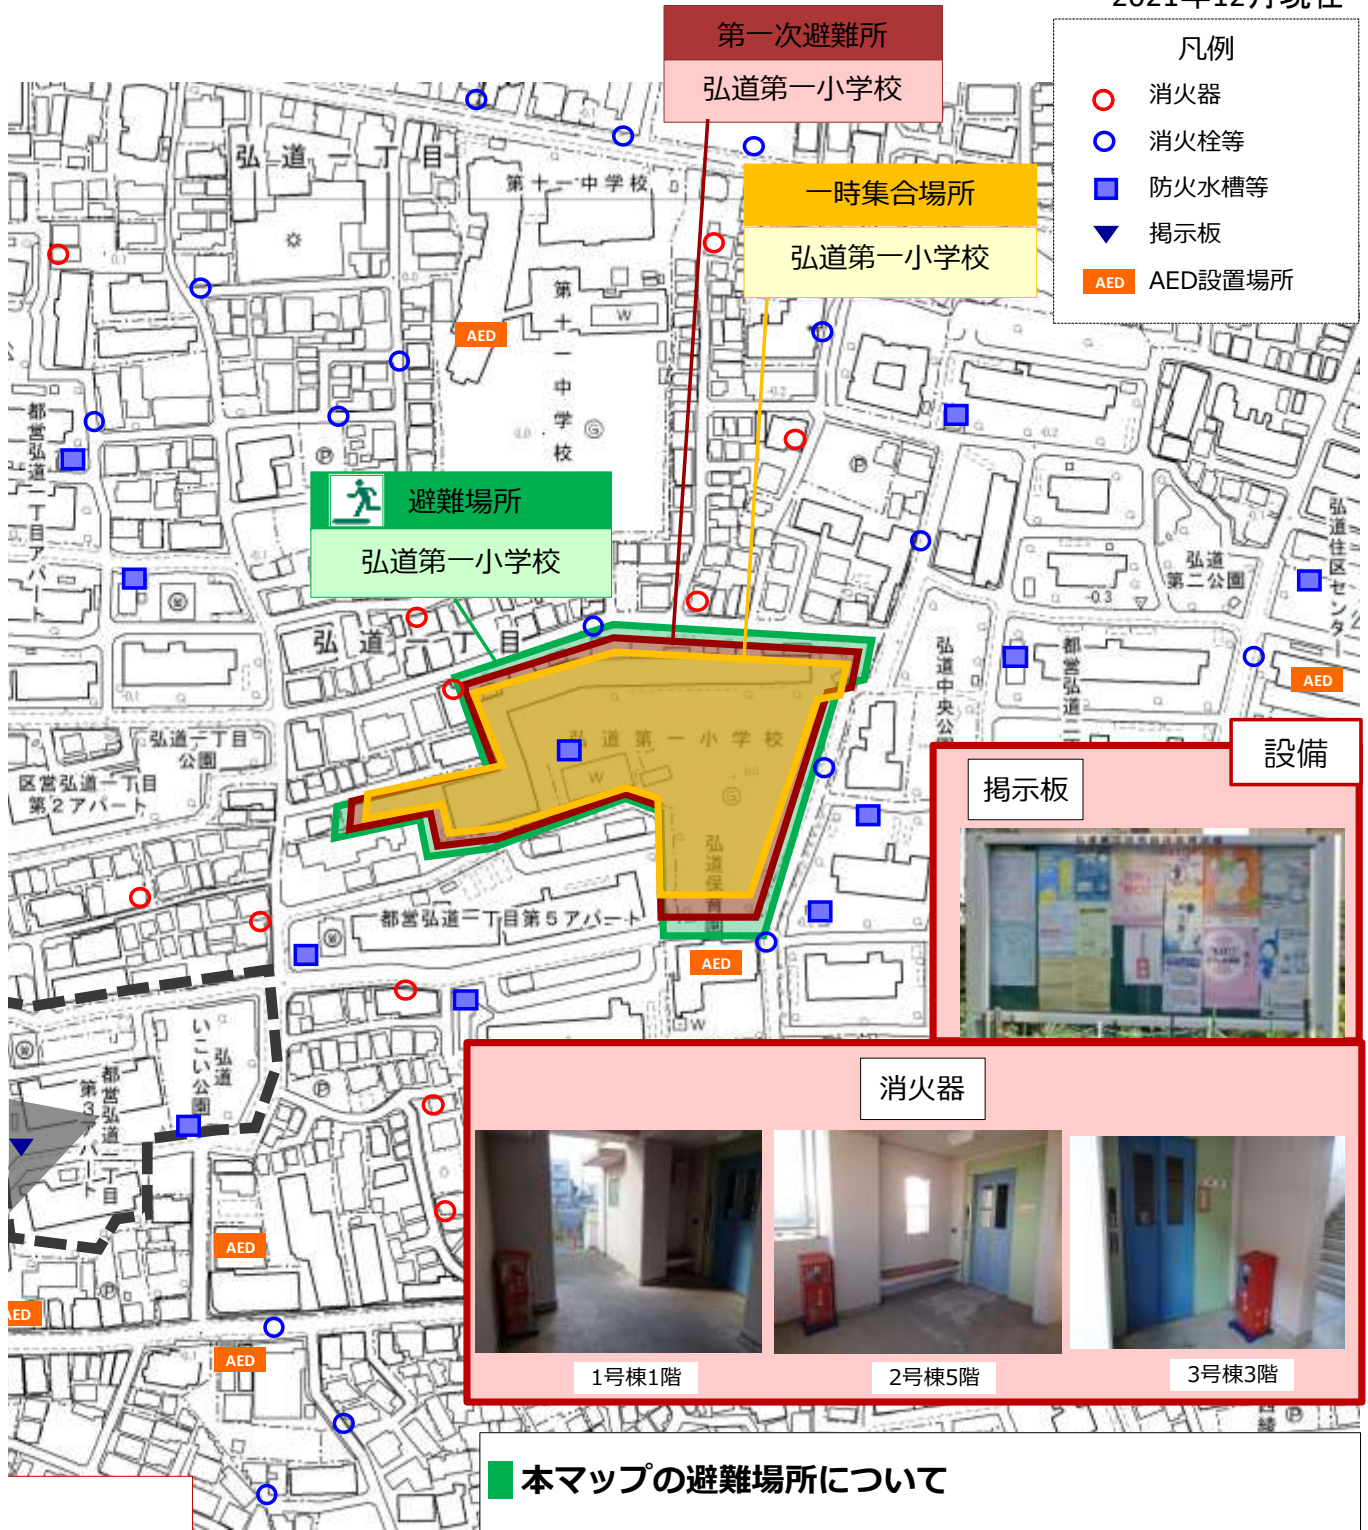 2021年12月現在
第一次避難所
弘道第一小学校
凡例
消火器
消火栓等
防火水槽等
掲示板
AED
AED設置場所
一時集合場所
弘道第一小学校
弘道一丁目
第十一中学校
第十一中学校
W
AED
都営弘道一丁目アパート
避難場所
弘道第一小学校
弘道一丁目
弘道第二公園
弘道住区センター
弘道中央公園
都営弘道二丁
AED
弘道一丁目
公園
区営弘道一丁目
第2アパート
弘道第一小学校
W
弘道保育園
都営弘道一丁目第5アパート
AED
W
弘道いこい公園
都営弘道一丁目
第3アパート
AED
AED
AED
設備
掲示板
消火器
1号棟1階
2号棟5階
3号棟3階
本マップの避難場所について